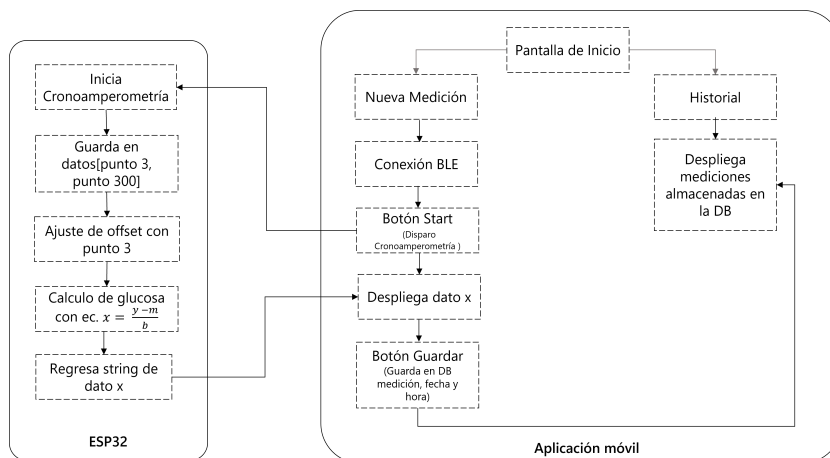 Inicia
Cronoamperometría
Guarda en
datos[punto 3,
punto 300]
Ajuste de offset con
punto 3
Calculo de glucosa
con ec. x = (y −m)/b
Regresa string de
dato x
ESP32
Pantalla de Inicio
Nueva Medición
Conexión BLE
Botón Start
(Disparo
Cronoamperometría )
Despliega dato x
Botón Guardar
(Guarda en DB
medición, fecha y
hora)
Historial
Despliega
mediciones
almacenadas en
la DB
Aplicación móvil